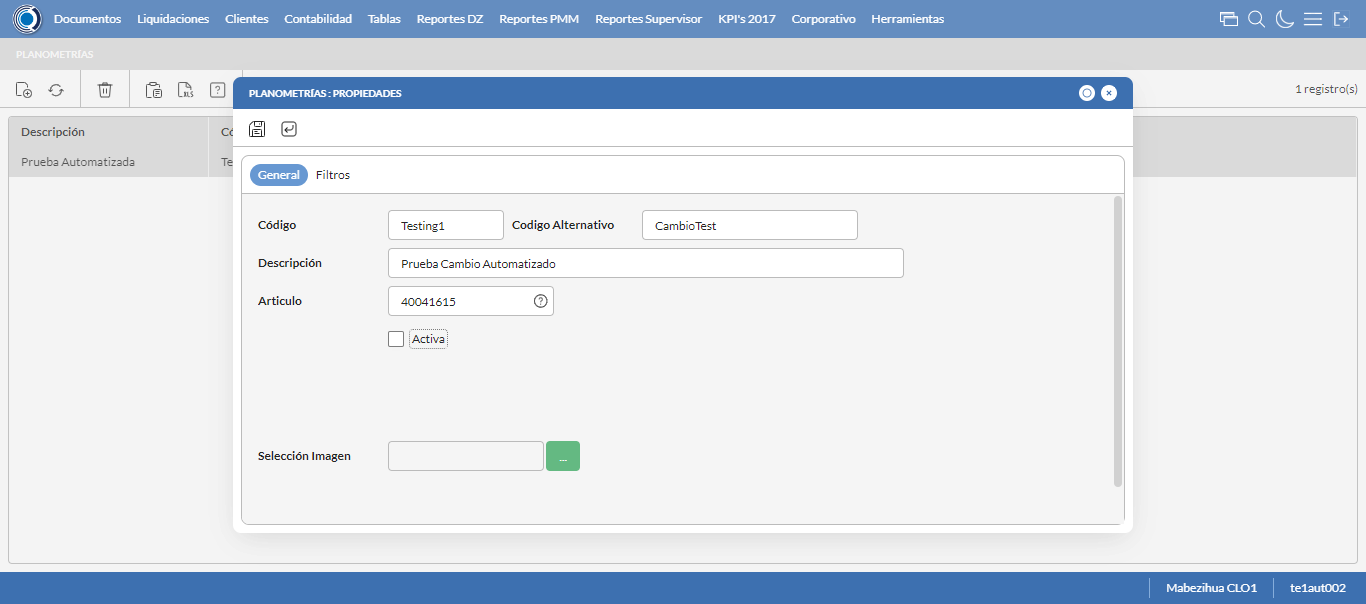 Documentos Liquidaciones Clientes Contabilidad Tablas Reportes DZ Reportes PMM Reportes Supervisor KPI's 2017 Corporativo Herramientas
PLANOMETRÍAS
XLS ? 1 registro(s)
PLANOMETRÍAS : PROPIEDADES
Descripción Có
Prueba Automatizada Te
General Filtros
Código Testing1 Codigo Alternativo CambioTest
Descripción Prueba Cambio Automatizado
Articulo 40041615 ?
Activa
Selección Imagen ...
Mabezihua CLO1 te1aut002